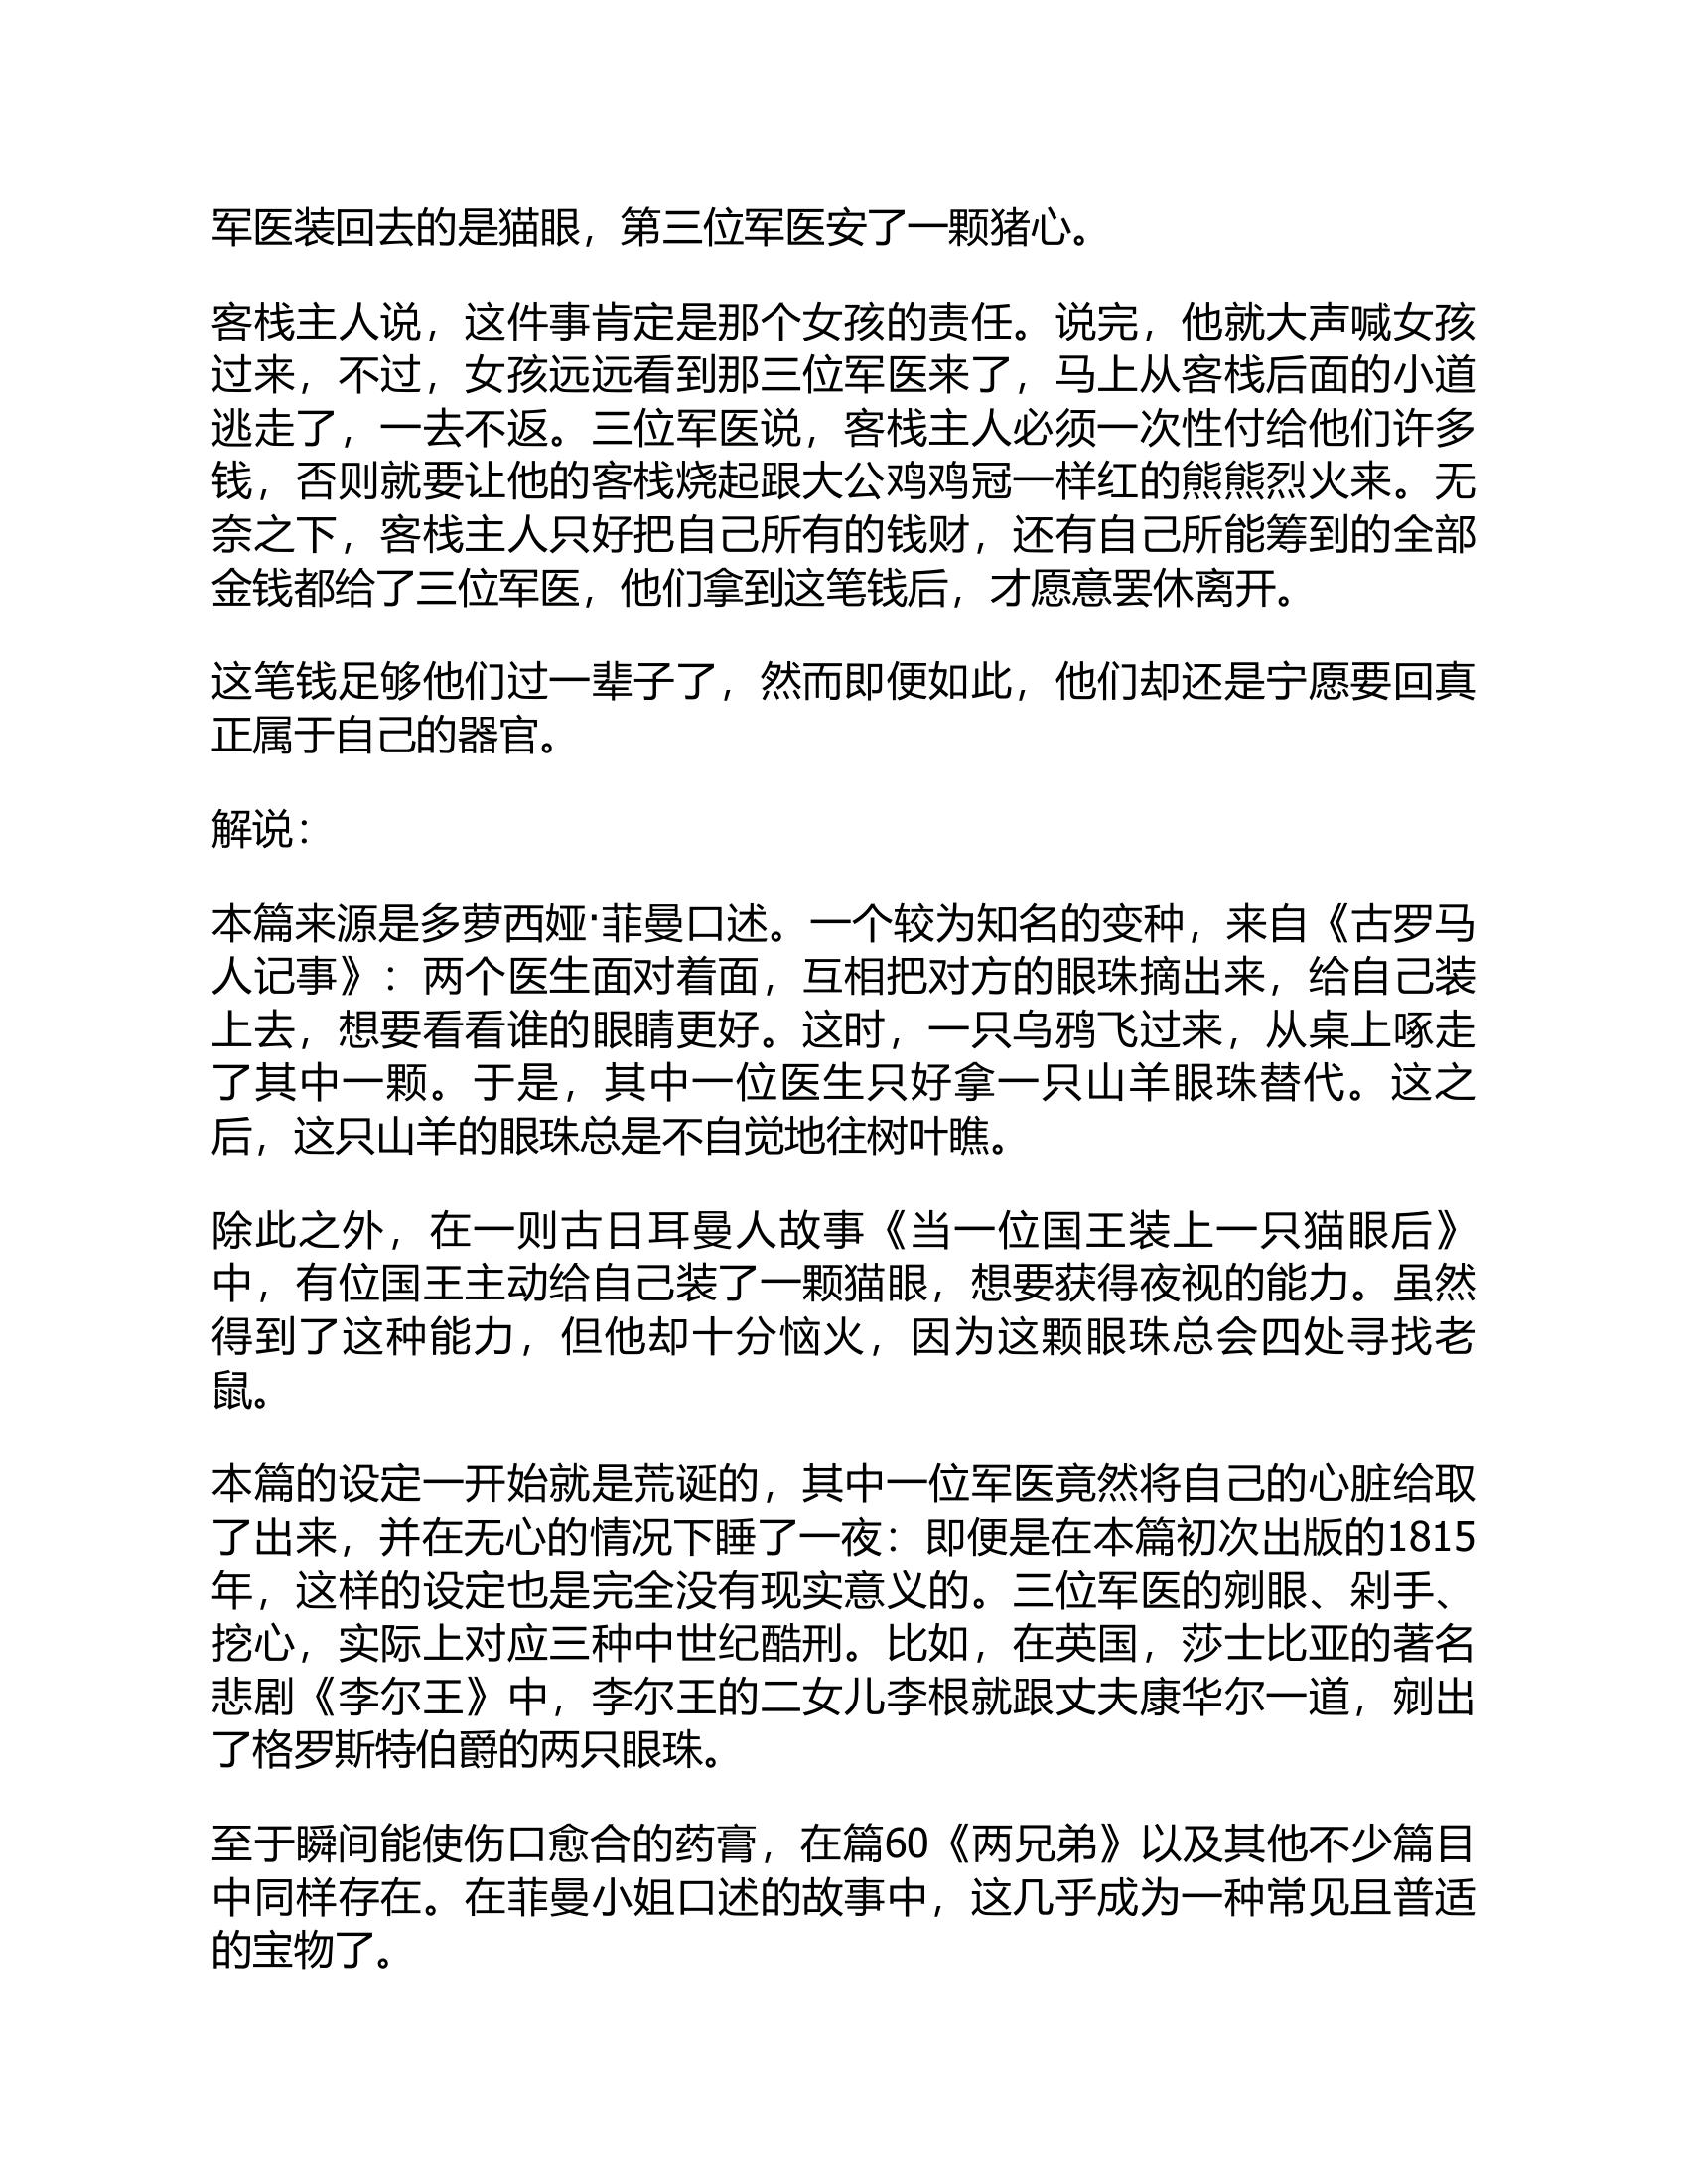 军医装回去的是猫眼，第三位军医安了一颗猪心。
客栈主人说，这件事肯定是那个女孩的责任。说完，他就大声喊女孩
过来，不过，女孩远远看到那三位军医来了，马上从客栈后面的小道
逃走了，一去不返。三位军医说，客栈主人必须一次性付给他们许多
钱，否则就要让他的客栈烧起跟大公鸡鸡冠一样红的熊熊烈火来。无
奈之下，客栈主人只好把自己所有的钱财，还有自己所能筹到的全部
金钱都给了三位军医，他们拿到这笔钱后，才愿意罢休离开。
这笔钱足够他们过一辈子了，然而即便如此，他们却还是宁愿要回真
正属于自己的器官。
解说：
本篇来源是多萝西娅·菲曼口述。一个较为知名的变种，来自《古罗马
人记事》：两个医生面对着面，互相把对方的眼珠摘出来，给自己装
上去，想要看看谁的眼睛更好。这时，一只乌鸦飞过来，从桌上啄走
了其中一颗。于是，其中一位医生只好拿一只山羊眼珠替代。这之
后，这只山羊的眼珠总是不自觉地往树叶瞧。
除此之外，在一则古日耳曼人故事《当一位国王装上一只猫眼后》
中，有位国王主动给自己装了一颗猫眼，想要获得夜视的能力。虽然
得到了这种能力，但他却十分恼火，因为这颗眼珠总会四处寻找老
鼠。
本篇的设定一开始就是荒诞的，其中一位军医竟然将自己的心脏给取
了出来，并在无心的情况下睡了一夜：即便是在本篇初次出版的1815
年，这样的设定也是完全没有现实意义的。三位军医的剜眼、剁手、
挖心，实际上对应三种中世纪酷刑。比如，在英国，莎士比亚的著名
悲剧《李尔王》中，李尔王的二女儿李根就跟丈夫康华尔一道，剜出
了格罗斯特伯爵的两只眼珠。
至于瞬间能使伤口愈合的药膏，在篇60《两兄弟》以及其他不少篇目
中同样存在。在菲曼小姐口述的故事中，这几乎成为一种常见且普适
的宝物了。